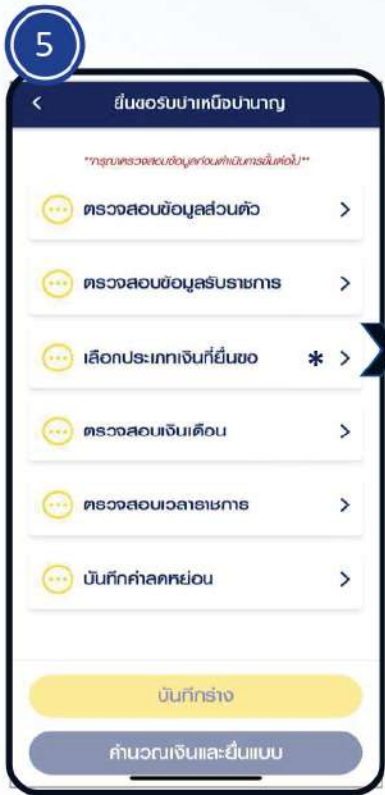 5
ยื่นขอรับบำเหน็จบำนาญ
**กรุณาตรวจสอบข้อมูลก่อนดำเนินการขั้นต่อไป**
ตรวจสอบข้อมูลส่วนตัว
ตรวจสอบข้อมูลรับราชการ
เลือกประเภทเงินที่ยื่นขอ *
ตรวจสอบเงินเดือน
ตรวจสอบเวลาราชการ
บันทึกค่าลดหย่อน
บันทึกร่าง
คำนวณเงินและยื่นแบบ